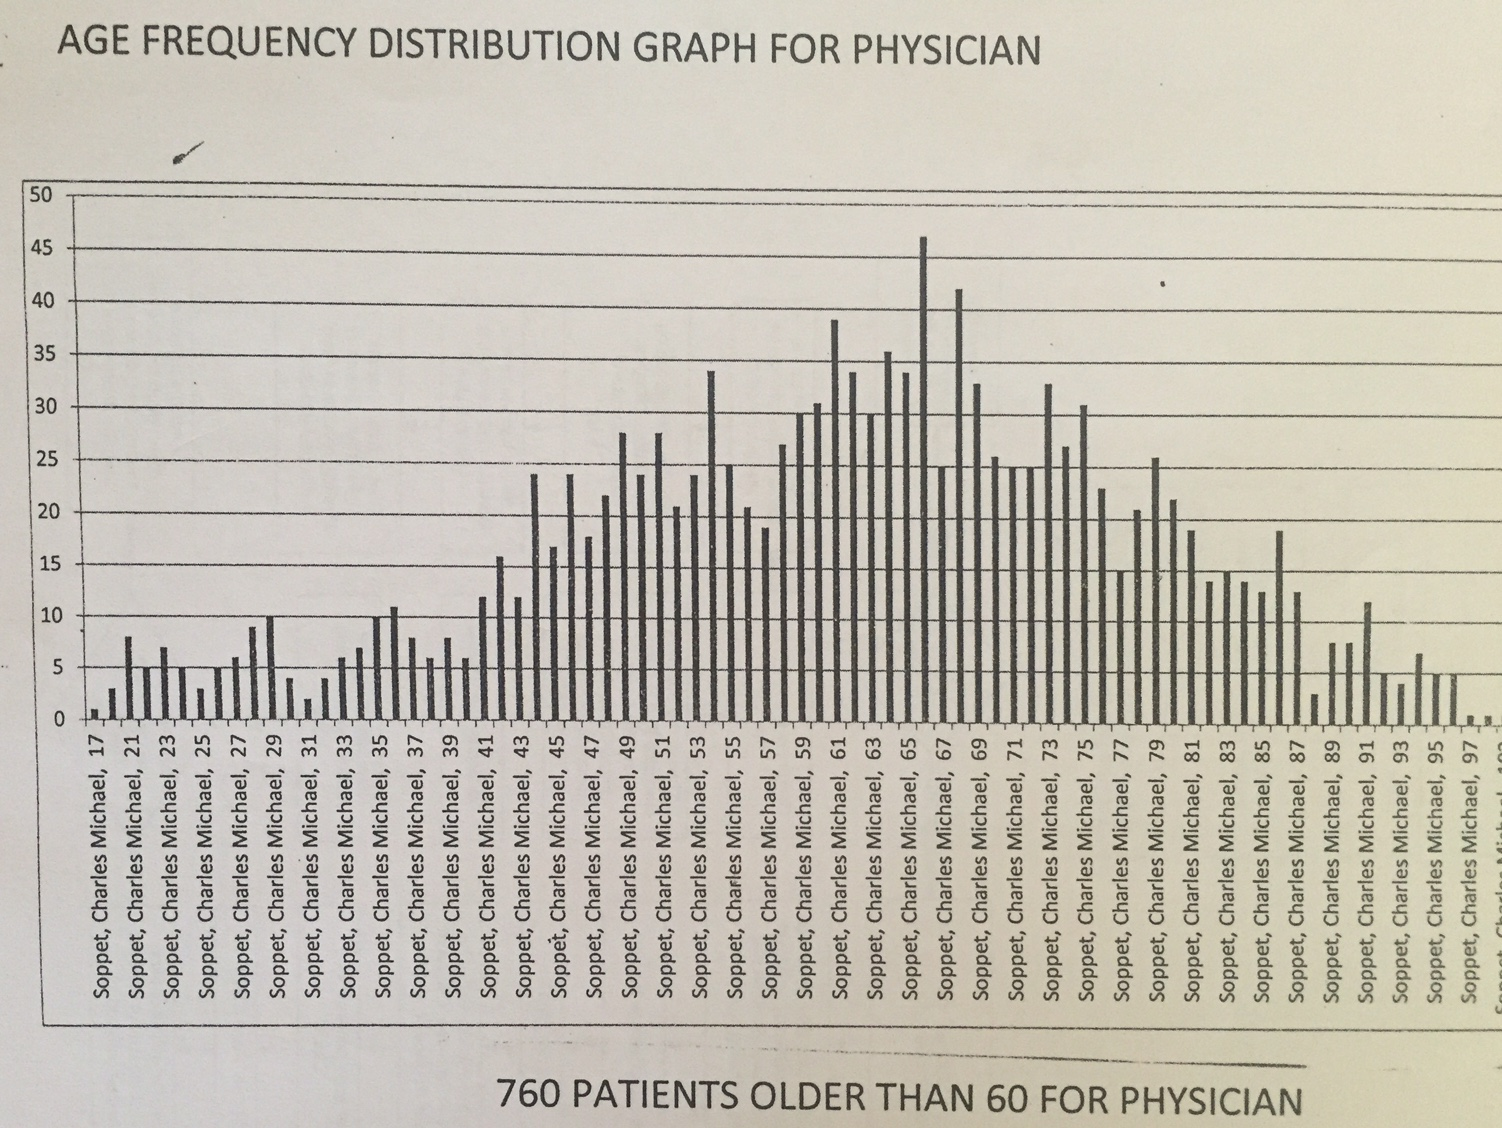 AGE FREQUENCY DISTRIBUTION GRAPH FOR PHYSICIAN
50
45
40
35
30
25
20
15
10
5
0
Soppet, Charles Michael, 17
Soppet, Charles Michael, 21
Soppet, Charles Michael, 23
Soppet, Charles Michael, 25
Soppet, Charles Michael, 27
Soppet, Charles Michael, 29
Soppet, Charles Michael, 31
Soppet, Charles Michael, 33
Soppet, Charles Michael, 35
Soppet, Charles Michael, 37
Soppet, Charles Michael, 39
Soppet, Charles Michael, 41
Soppet, Charles Michael, 43
Soppet, Charles Michael, 45
Soppet, Charles Michael, 47
Soppet, Charles Michael, 49
Soppet, Charles Michael, 51
Soppet, Charles Michael, 53
Soppet, Charles Michael, 55
Soppet, Charles Michael, 57
Soppet, Charles Michael, 59
Soppet, Charles Michael, 61
Soppet, Charles Michael, 63
Soppet, Charles Michael, 65
Soppet, Charles Michael, 67
Soppet, Charles Michael, 69
Soppet, Charles Michael, 71
Soppet, Charles Michael, 73
Soppet, Charles Michael, 75
Soppet, Charles Michael, 77
Soppet, Charles Michael, 79
Soppet, Charles Michael, 81
Soppet, Charles Michael, 83
Soppet, Charles Michael, 85
Soppet, Charles Michael, 87
Soppet, Charles Michael, 89
Soppet, Charles Michael, 91
Soppet, Charles Michael, 93
Soppet, Charles Michael, 95
Soppet, Charles Michael, 97
760 PATIENTS OLDER THAN 60 FOR PHYSICIAN